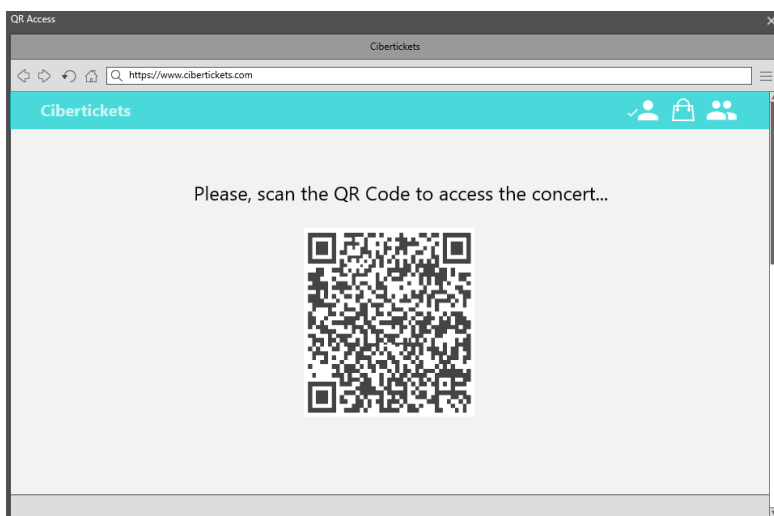 QR Access
Cibertickets
https://www.cibertickets.com
Cibertickets
Please, scan the QR Code to access the concert...